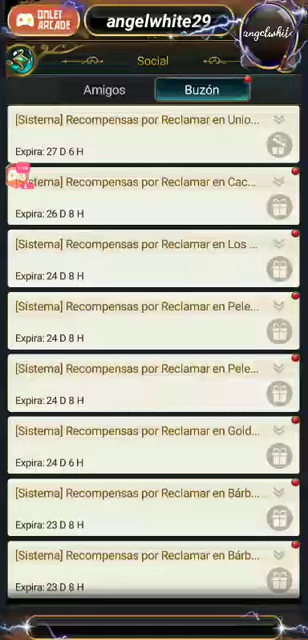 OMLET
ARCADE
angelwhite29
angelwhite
Social
Amigos
Buzón
[Sistema] Recompensas por Reclamar en Unio...
Expira: 27 D 6 H
[Sistema] Recompensas por Reclamar en Cac...
Expira: 26 D 8 H
[Sistema] Recompensas por Reclamar en Los ...
Expira: 24 D 8 H
[Sistema] Recompensas por Reclamar en Pele...
Expira: 24 D 8 H
[Sistema] Recompensas por Reclamar en Pele...
Expira: 24 D 8 H
[Sistema] Recompensas por Reclamar en Gold...
Expira: 24 D 6 H
[Sistema] Recompensas por Reclamar en Bárb...
Expira: 23 D 8 H
[Sistema] Recompensas por Reclamar en Bárb...
Expira: 23 D 8 H